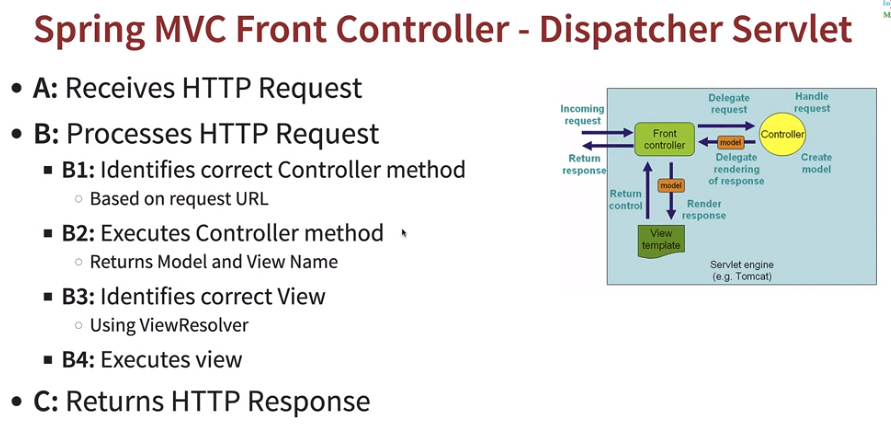 Spring MVC Front Controller - Dispatcher Servlet
A: Receives HTTP Request
B: Processes HTTP Request
B1: Identifies correct Controller method
Based on request URL
B2: Executes Controller method
Returns Model and View Name
B3: Identifies correct View
Using ViewResolver
B4: Executes view
C: Returns HTTP Response
Incoming
request
Return
response
Front
controller
Delegate
request
Handle
request
Controller
model
Delegate
rendering
of response
Create
model
Return
control
model
Render
response
View
template
Servlet engine
(e.g. Tomcat)